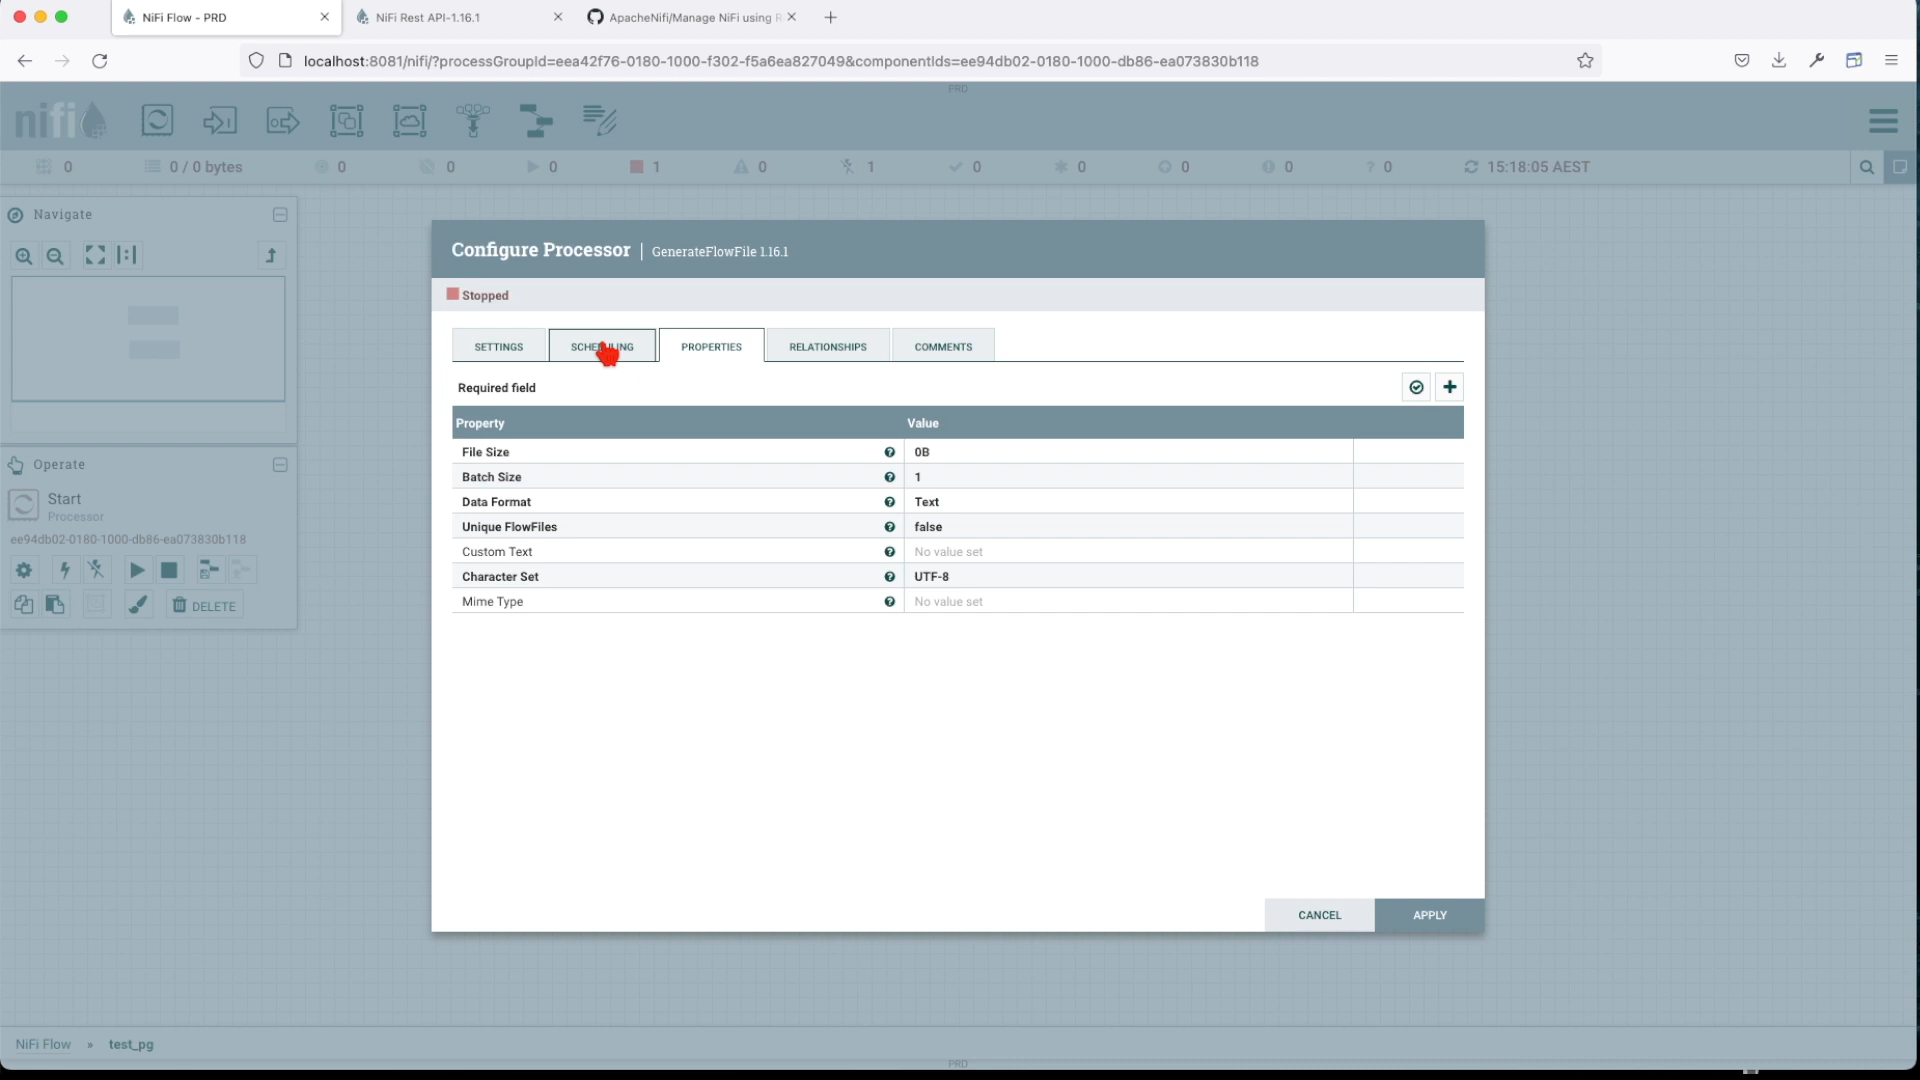 NiFi Flow - PRD
NiFi Rest API-1.16.1
ApacheNifi/Manage NiFi using
localhost:8081/nifi/?processGroupId=eea42f76-0180-1000-f302-f5a6ea827049&componentIds=ee94db02-0180-1000-db86-ea073830b118
PRD
nifi
0
0 / 0 bytes
0
0
0
1
0
1
0
0
0
0
? 0
15:18:05 AEST
Navigate
Operate
Start
Processor
ee94db02-0180-1000-db86-ea073830b118
DELETE
Configure Processor | GenerateFlowFile 1.16.1
Stopped
SETTINGS
SCHEDULING
PROPERTIES
RELATIONSHIPS
COMMENTS
Required field
Property Value
File Size 0B
Batch Size 1
Data Format Text
Unique FlowFiles false
Custom Text No value set
Character Set UTF-8
Mime Type No value set
CANCEL
APPLY
NiFi Flow » test_pg
PRD